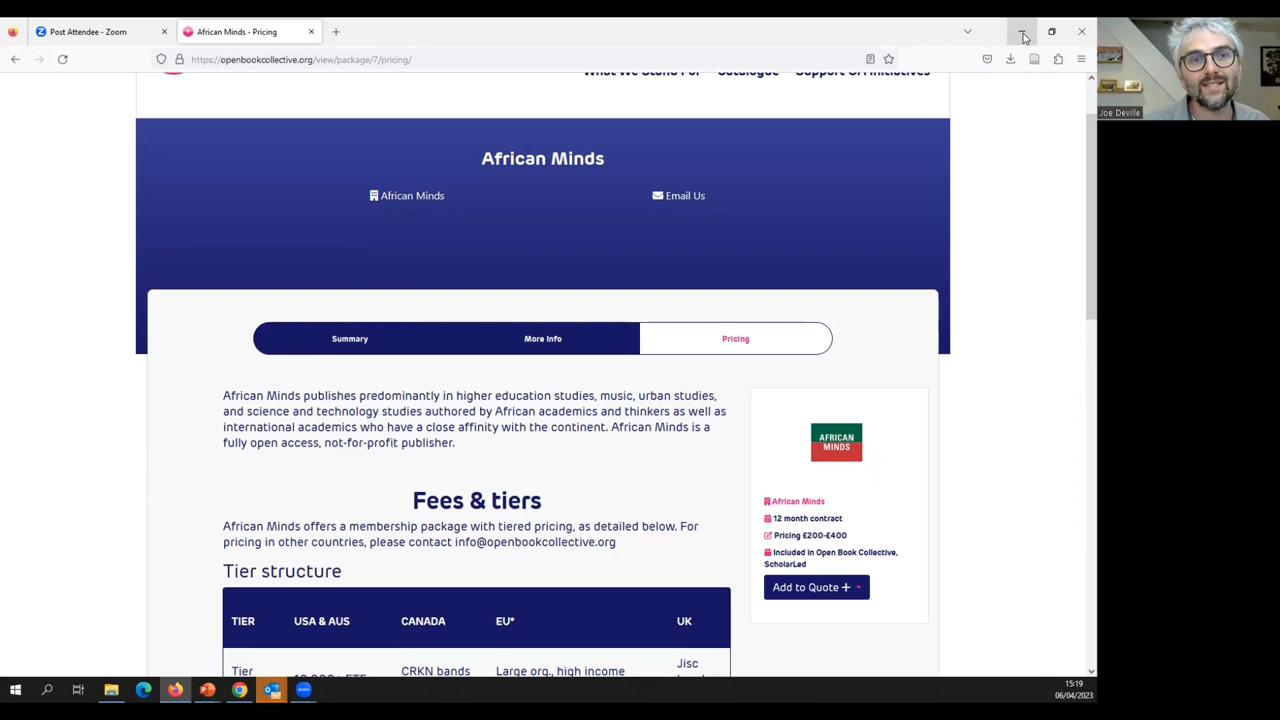 Post Attendee - Zoom
African Minds - Pricing
https://openbookcollective.org/view/package/7/pricing/
What We Stand For Catalogue Support OA Initiatives
Joe Deville
African Minds
African Minds
Email Us
Summary
More Info
Pricing
African Minds publishes predominantly in higher education studies, music, urban studies,
and science and technology studies authored by African academics and thinkers as well as
international academics who have a close affinity with the continent. African Minds is a
fully open access, not-for-profit publisher.
AFRICAN
MINDS
African Minds
12 month contract
Pricing £200-£400
Included in Open Book Collective,
ScholarLed
Add to Quote
Fees & tiers
African Minds offers a membership package with tiered pricing, as detailed below. For
pricing in other countries, please contact info@openbookcollective.org
Tier structure
TIER USA & AUS CANADA EU* UK
Tier CRKN bands Large org., high income Jisc
15:19
06/04/2023